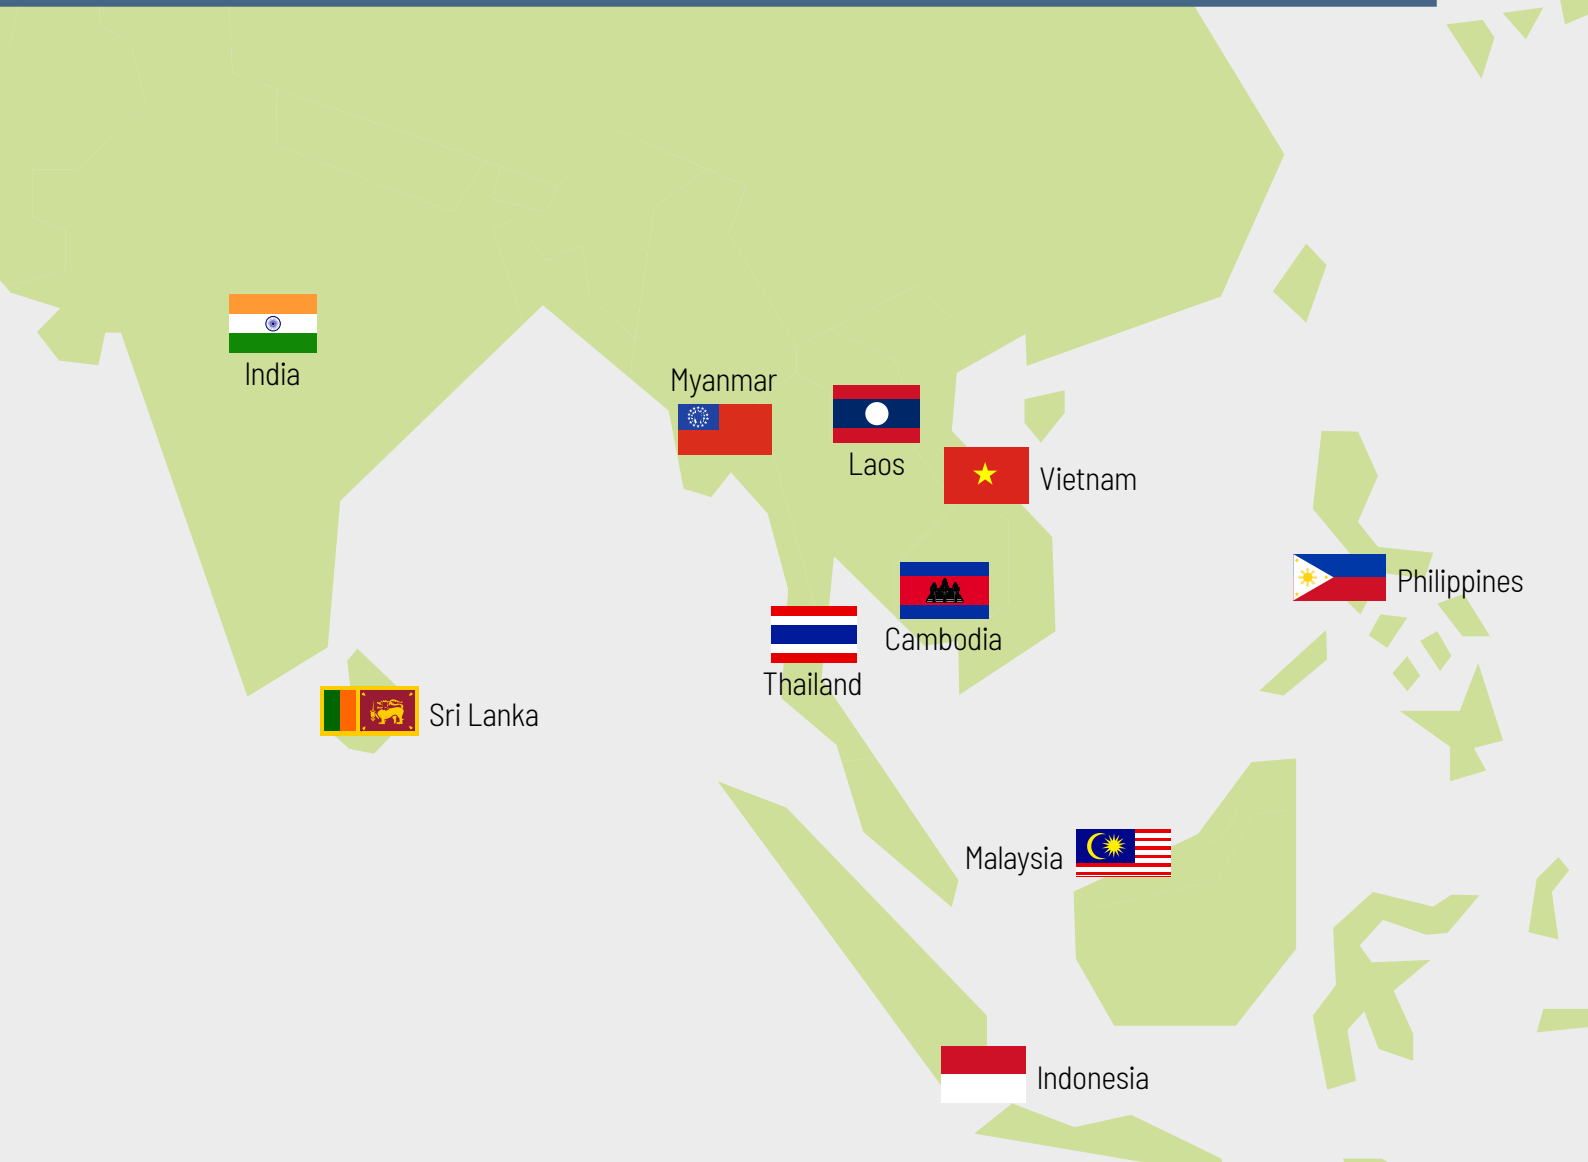 India
Myanmar
Laos
Vietnam
Philippines
Cambodia
Thailand
Sri Lanka
Malaysia
Indonesia